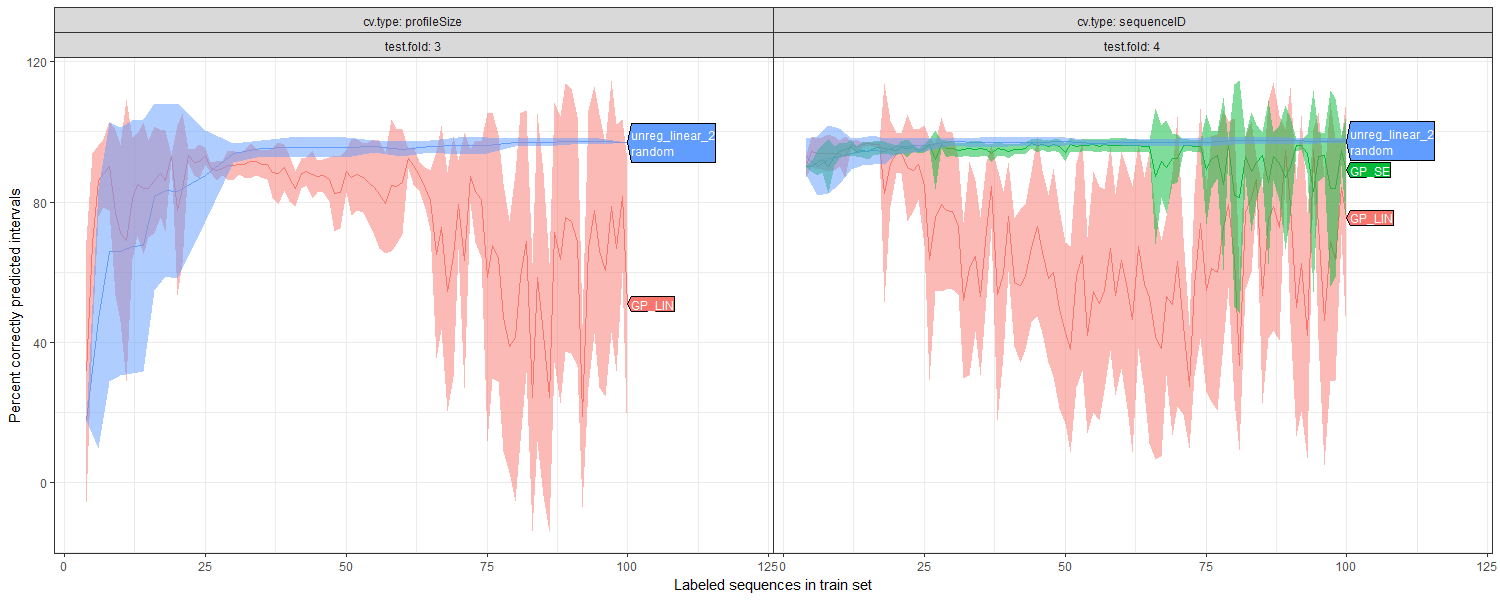 cv.type: profileSize
cv.type: sequenceID
test.fold: 3
test.fold: 4
120
80
40
0
Percent correctly predicted intervals
unreg_linear_2
random
GP_LIN
unreg_linear_2
random
GP_SE
GP_LIN
0
25
50
75
100
125
0
25
50
75
100
125
Labeled sequences in train set